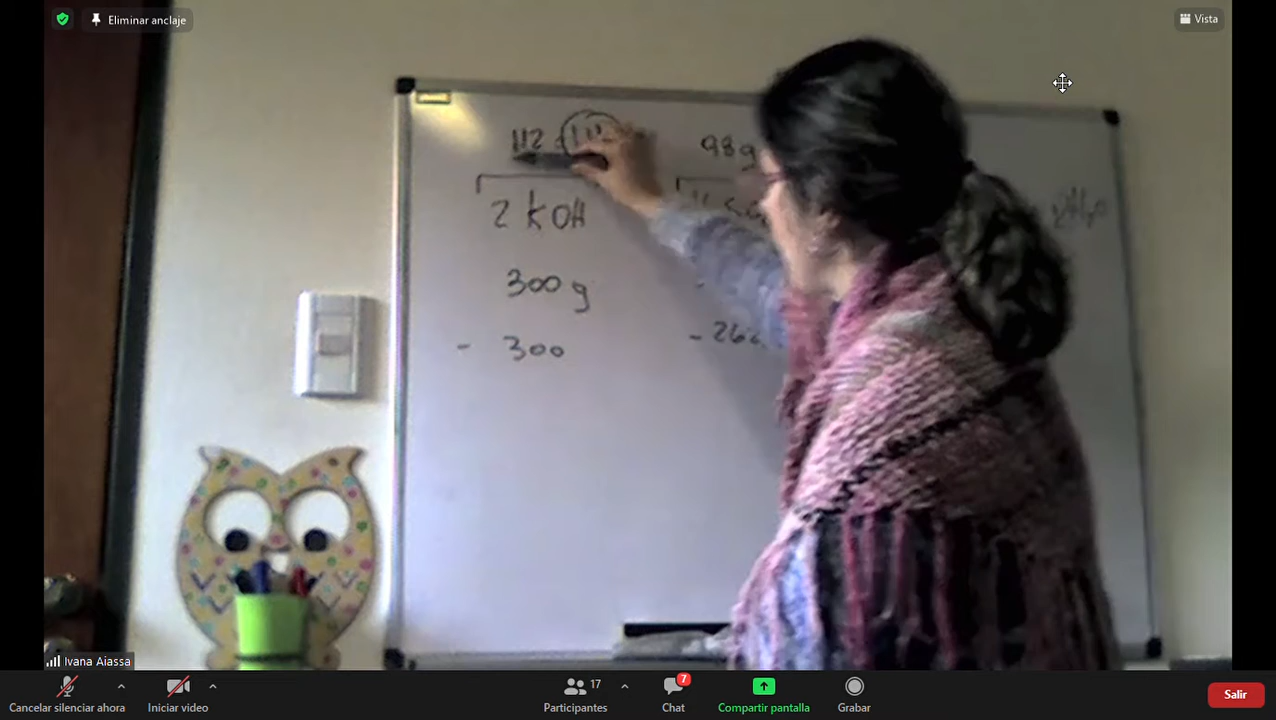 Eliminar anclaje
Vista
112
98g
2 KOH
300 g
- 300
Ivana Aiassa
Cancelar silenciar ahora
Iniciar video
17
Participantes
7
Chat
Compartir pantalla
Grabar
Salir